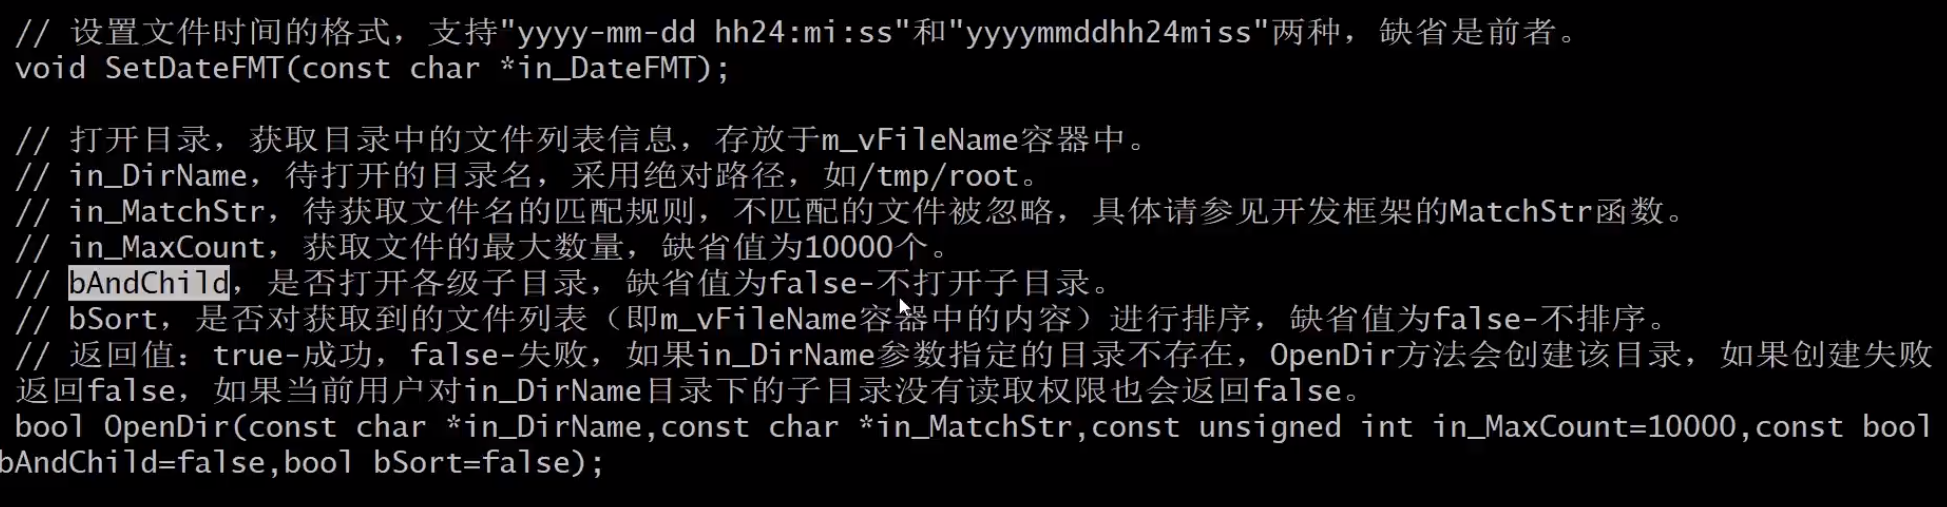 // 设置文件时间的格式，支持"yyyy-mm-dd hh24:mi:ss"和"yyyymmddhh24miss"两种，缺省是前者。
void SetDateFMT(const char *in_DateFMT);
// 打开目录，获取目录中的文件列表信息，存放于m_vFileName容器中。
// in_DirName，待打开的目录名，采用绝对路径，如/tmp/root。
// in_MatchStr，待获取文件名的匹配规则，不匹配的文件被忽略，具体请参见开发框架的MatchStr函数。
// in_MaxCount，获取文件的最大数量，缺省值为10000个。
// bAndChild，是否打开各级子目录，缺省值为false-不打开子目录。
// bSort，是否对获取到的文件列表（即m_vFileName容器中的内容）进行排序，缺省值为false-不排序。
// 返回值：true-成功，false-失败，如果in_DirName参数指定的目录不存在，OpenDir方法会创建该目录，如果创建失败
返回false，如果当前用户对in_DirName目录下的子目录没有读取权限也会返回false。
bool OpenDir(const char *in_DirName,const char *in_MatchStr,const unsigned int in_MaxCount=10000,const bool
bAndChild=false,bool bSort=false);